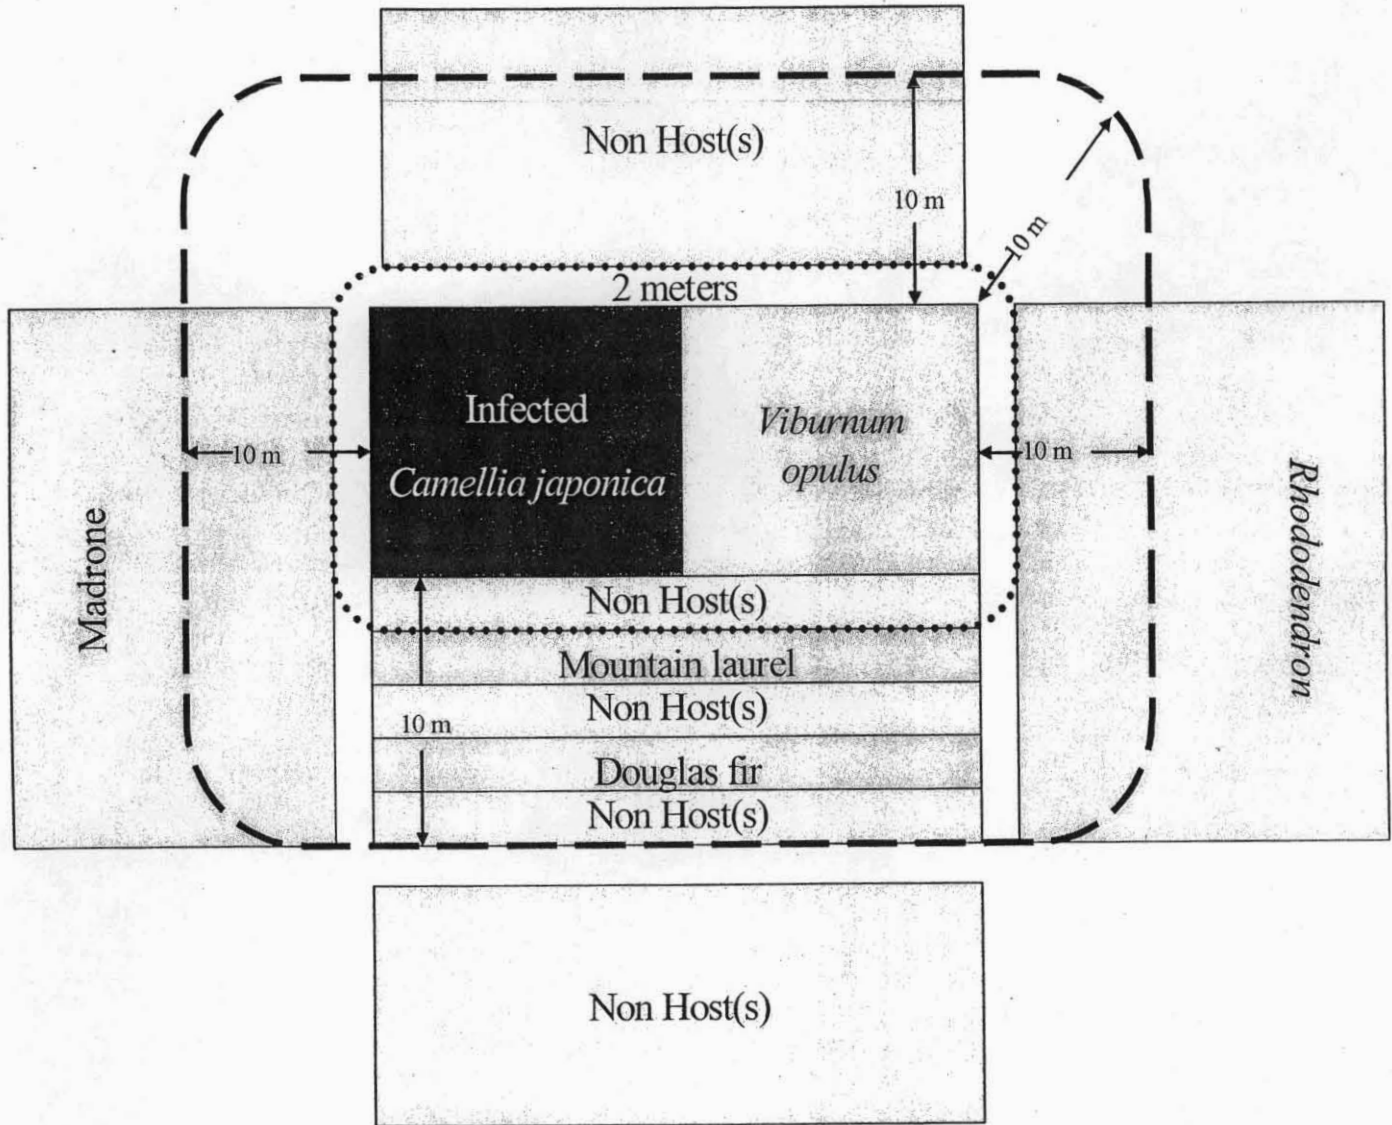 Non Host(s)
10 m
10 m
2 meters
Infected
Camellia japonica
Viburnum
opulus
10 m
10 m
Madrone
Rhododendron
Non Host(s)
Mountain laurel
Non Host(s)
10 m
Douglas fir
Non Host(s)
Non Host(s)